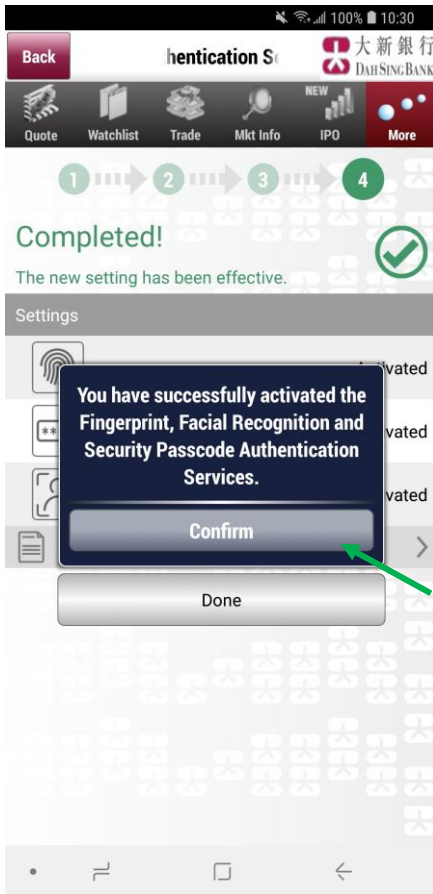 100% 10:30
Back
hentication S
大新銀行
DAH SING BANK
Quote Watchlist Trade Mkt Info NEW IPO More
1 2 3 4
Completed!
The new setting has been effective.
Settings
vated
You have successfully activated the
Fingerprint, Facial Recognition and
Security Passcode Authentication
Services.
**
vated
vated
Confirm
Done